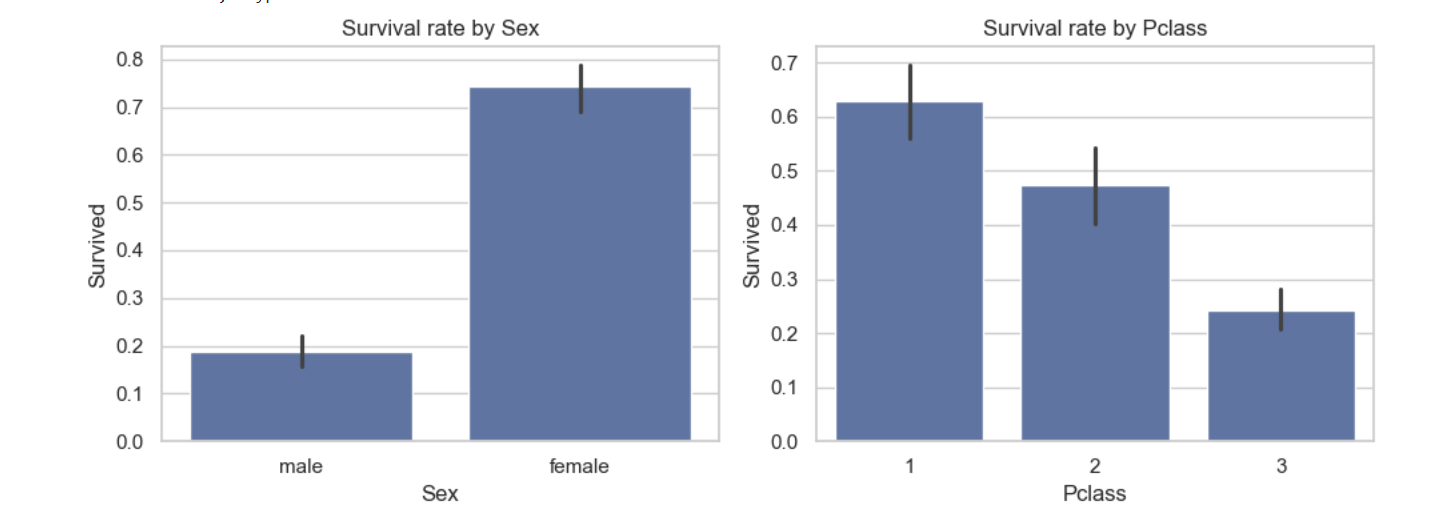 Survival rate by Sex
0.8
0.7
0.6
0.5
0.4
0.3
0.2
0.1
0.0
Survived
male female
Sex
Survival rate by Pclass
0.7
0.6
0.5
0.4
0.3
0.2
0.1
0.0
Survived
1 2 3
Pclass